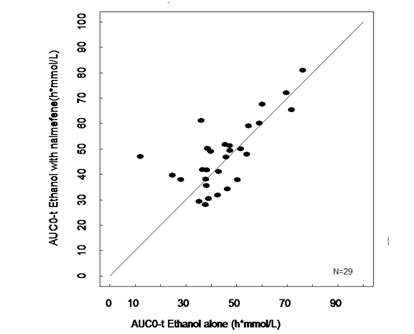 100
90
80
70
60
50
40
30
20
10
0
AUC0-t Ethanol with nalmefene(h*mmol/L)
N=29
0 10 30 50 70 90
AUC0-t Ethanol alone (h*mmol/L)